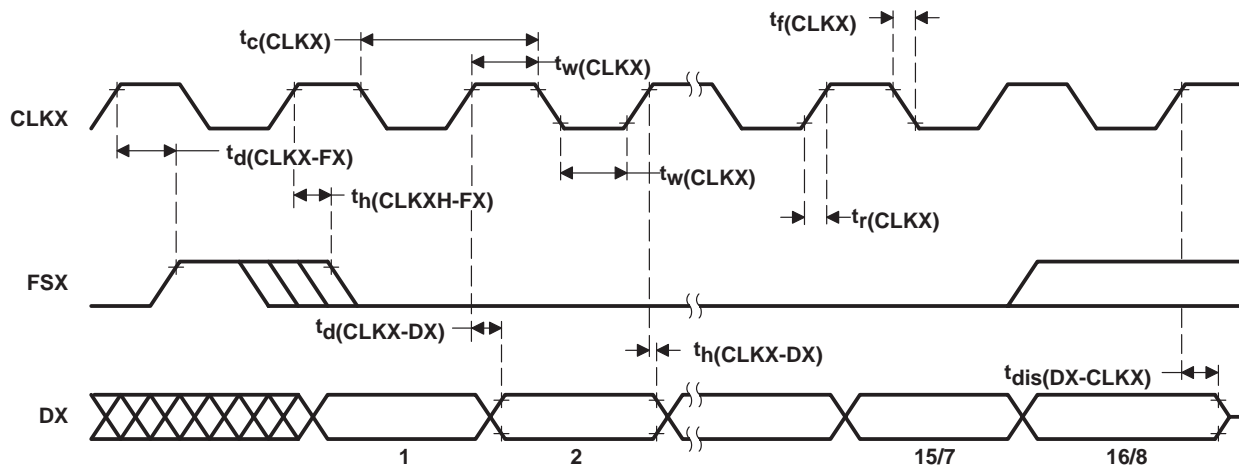 tf(CLKX)
tc(CLKX)
tw(CLKX)
CLKX
td(CLKX-FX)
tw(CLKX)
th(CLKXH-FX)
tr(CLKX)
FSX
td(CLKX-DX)
th(CLKX-DX)
tdis(DX-CLKX)
DX
1 2 15/7 16/8